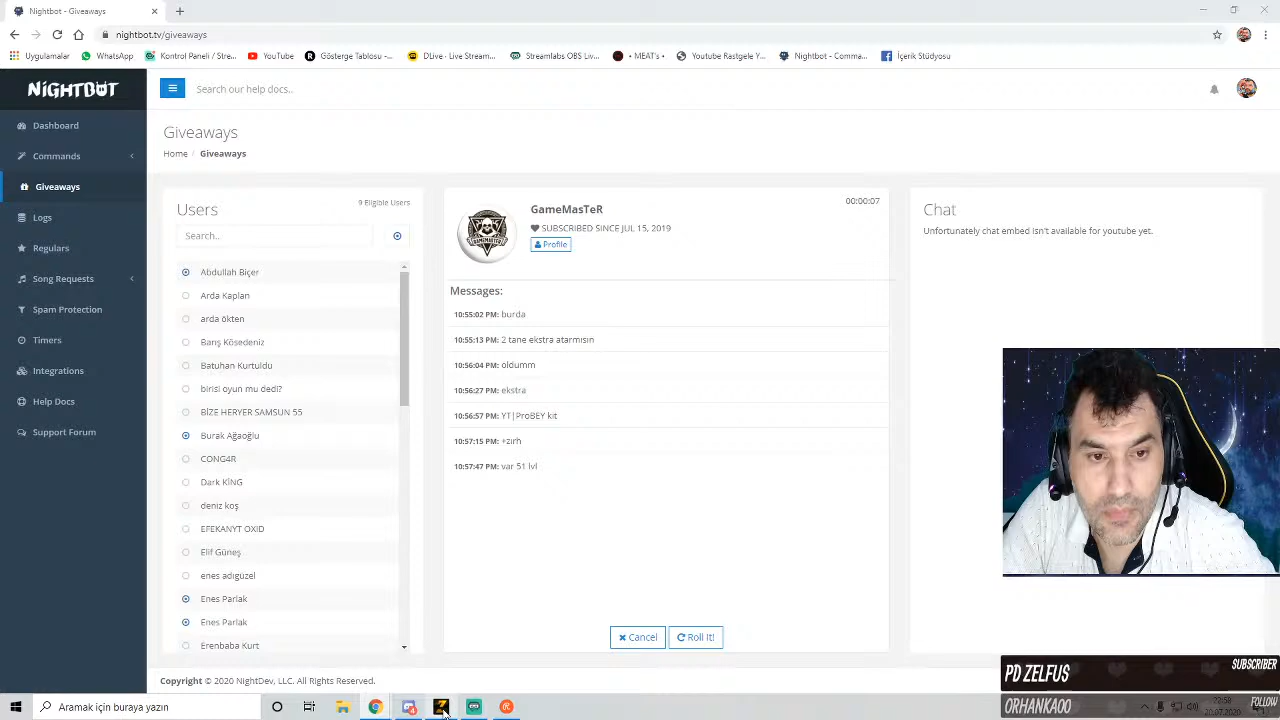 Nightbot - Giveaways
nightbot.tv/giveaways
Uygulamalar
WhatsApp
Kontrol Paneli / Stre...
YouTube
Gösterge Tablosu -...
DLive - Live Stream...
Streamlabs OBS Liv...
• MEAT's •
Youtube Rastgele Y...
Nightbot - Comma...
İçerik Stüdyosu
NiGHTBOT
Search our help docs..
Dashboard
Commands
Giveaways
Logs
Regulars
Song Requests
Spam Protection
Timers
Integrations
Help Docs
Support Forum
Giveaways
Home / Giveaways
Users
9 Eligible Users
Search..
Abdullah Biçer
Arda Kaplan
arda ökten
Barış Kösedeniz
Batuhan Kurtuldu
birisi oyun mu dedi?
BİZE HERYER SAMSUN 55
Burak Ağaoğlu
CONG4R
Dark KİNG
deniz koş
EFEKANYT OXID
Elif Güneş
enes adıgüzel
Enes Parlak
Enes Parlak
Erenbaba Kurt
GAMEMASTER
GameMasTeR
00:00:07
SUBSCRIBED SINCE JUL 15, 2019
Profile
Messages:
10:55:02 PM: burda
10:55:13 PM: 2 tane ekstra atarmısın
10:56:04 PM: öldumm
10:56:27 PM: ekstra
10:56:57 PM: YT|ProBEY kit
10:57:15 PM: +zırh
10:57:47 PM: var 51 lvl
Cancel
Roll It!
Chat
Unfortunately chat embed isn't available for youtube yet.
Copyright © 2020 NightDev, LLC. All Rights Reserved.
PD ZELFUS
SUBSCRIBER
ORHANKA00
FOLLOW
Aramak için buraya yazın
22:58
20.07.2020